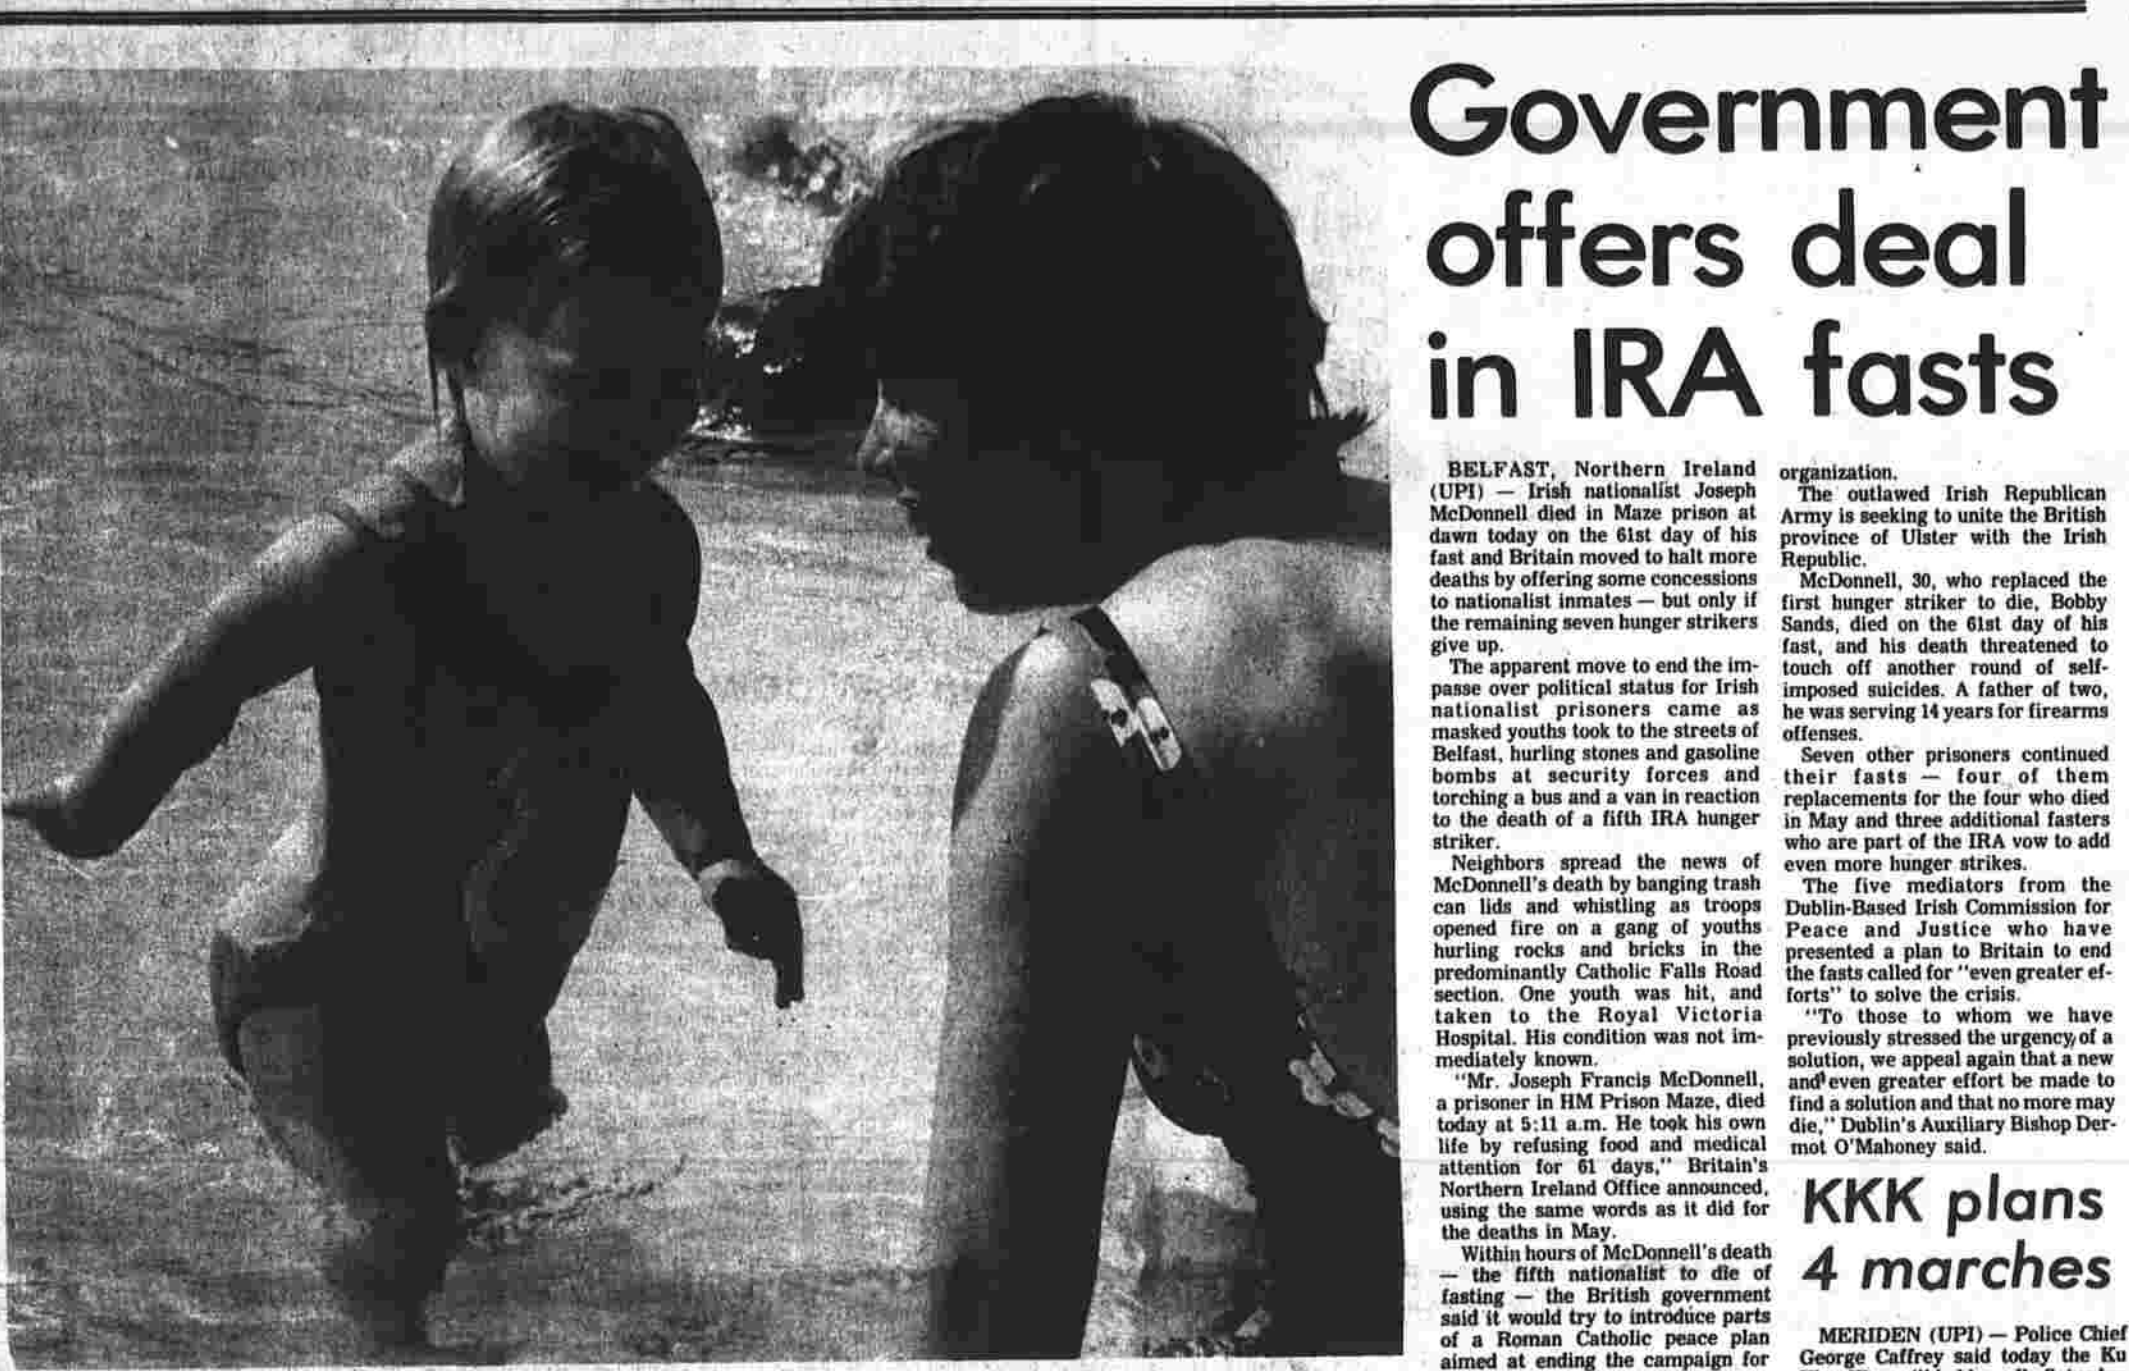 Government
offers deal
in IRA fasts
BELFAST, Northern Ireland
(UPI) — Irish nationalist Joseph
McDonnell died in Maze prison at
dawn today on the 61st day of his
fast and Britain moved to halt more
deaths by offering some concessions
to nationalist inmates — but only if
the remaining seven hunger strikers
give up.
The apparent move to end the im-
passe over political status for Irish
nationalist prisoners came as
masked youths took to the streets of
Belfast, hurling stones and gasoline
bombs at security forces and
torching a bus and a van in reaction
to the death of a fifth IRA hunger
striker.
Neighbors spread the news of
McDonnell's death by banging trash
can lids and whistling as troops
opened fire on a gang of youths
hurling rocks and bricks in the
predominantly Catholic Falls Road
section. One youth was hit, and
taken to the Royal Victoria
Hospital. His condition was not im-
mediately known.
"Mr. Joseph Francis McDonnell,
a prisoner in HM Prison Maze, died
today at 5:11 a.m. He took his own
life by refusing food and medical
attention for 61 days," Britain's
Northern Ireland Office announced,
using the same words as it did for
the deaths in May.
Within hours of McDonnell's death
— the fifth nationalist to die of
fasting — the British government
said it would try to introduce parts
of a Roman Catholic peace plan
aimed at ending the campaign for
organization.
The outlawed Irish Republican
Army is seeking to unite the British
province of Ulster with the Irish
Republic.
McDonnell, 30, who replaced the
first hunger striker to die, Bobby
Sands, died on the 61st day of his
fast, and his death threatened to
touch off another round of self-
imposed suicides. A father of two,
he was serving 14 years for firearms
offenses.
Seven other prisoners continued
their fasts — four of them
replacements for the four who died
in May and three additional fasters
who are part of the IRA vow to add
even more hunger strikes.
The five mediators from the
Dublin-Based Irish Commission for
Peace and Justice who have
presented a plan to Britain to end
the fasts called for "even greater ef-
forts" to solve the crisis.
"To those to whom we have
previously stressed the urgency of a
solution, we appeal again that a new
and even greater effort be made to
find a solution and that no more may
die," Dublin's Auxiliary Bishop Der-
mot O'Mahoney said.
KKK plans
4 marches
MERIDEN (UPI) — Police Chief
George Caffrey said today the Ku